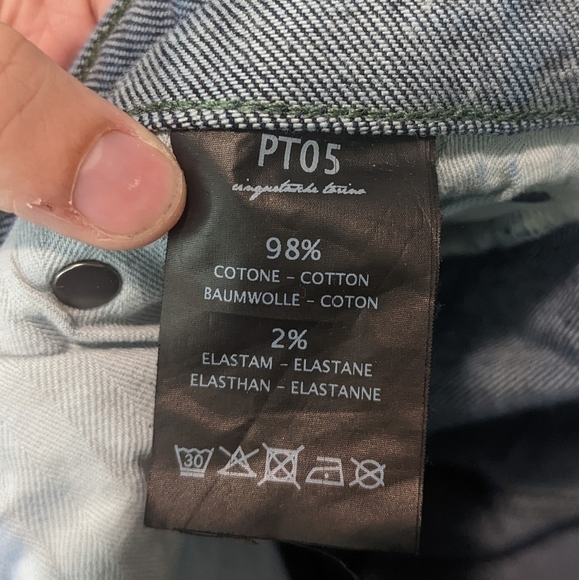 PT05
cinquetasche torino
98%
COTONE – COTTON
BAUMWOLLE – COTON
2%
ELASTAM – ELASTANE
ELASTHAN – ELASTANNE
30